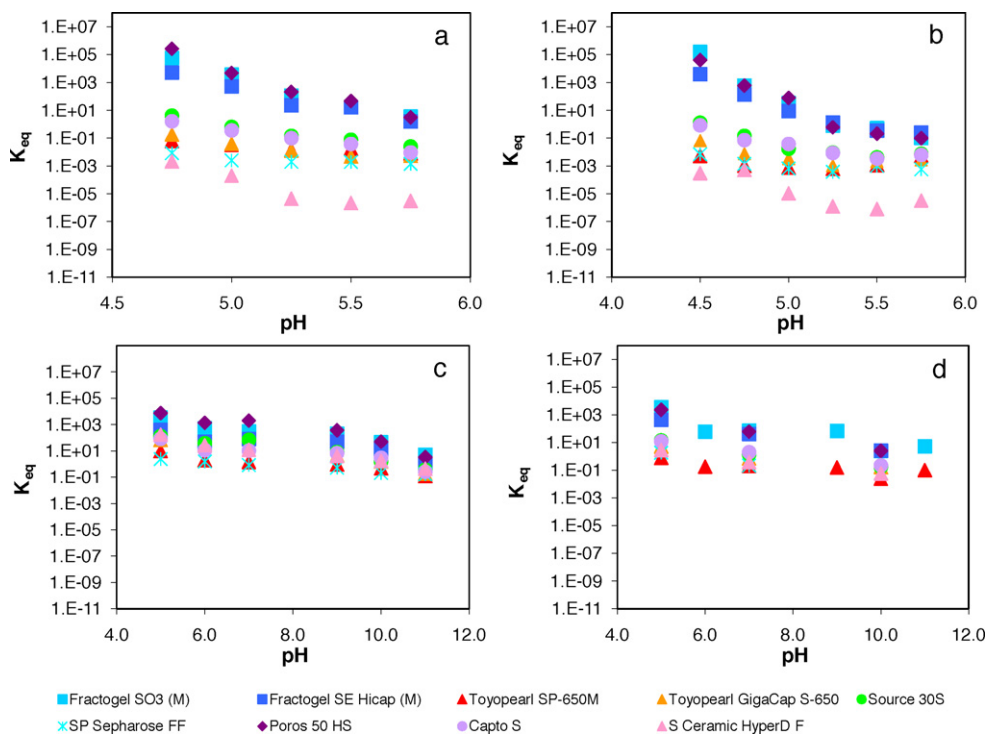 a
1.E+07
1.E+05
1.E+03
1.E+01
1.E-01
1.E-03
1.E-05
1.E-07
1.E-09
1.E-11
Keq
4.5 5.0 5.5 6.0
pH
b
1.E+07
1.E+05
1.E+03
1.E+01
1.E-01
1.E-03
1.E-05
1.E-07
1.E-09
1.E-11
Keq
4.0 4.5 5.0 5.5 6.0
pH
c
1.E+07
1.E+05
1.E+03
1.E+01
1.E-01
1.E-03
1.E-05
1.E-07
1.E-09
1.E-11
Keq
4.0 6.0 8.0 10.0 12.0
pH
d
1.E+07
1.E+05
1.E+03
1.E+01
1.E-01
1.E-03
1.E-05
1.E-07
1.E-09
1.E-11
Keq
4.0 6.0 8.0 10.0 12.0
pH
Fractogel SO3 (M) Fractogel SE Hicap (M) Toyopearl SP-650M Toyopearl GigaCap S-650 Source 30S
SP Sepharose FF Poros 50 HS Capto S S Ceramic HyperD F